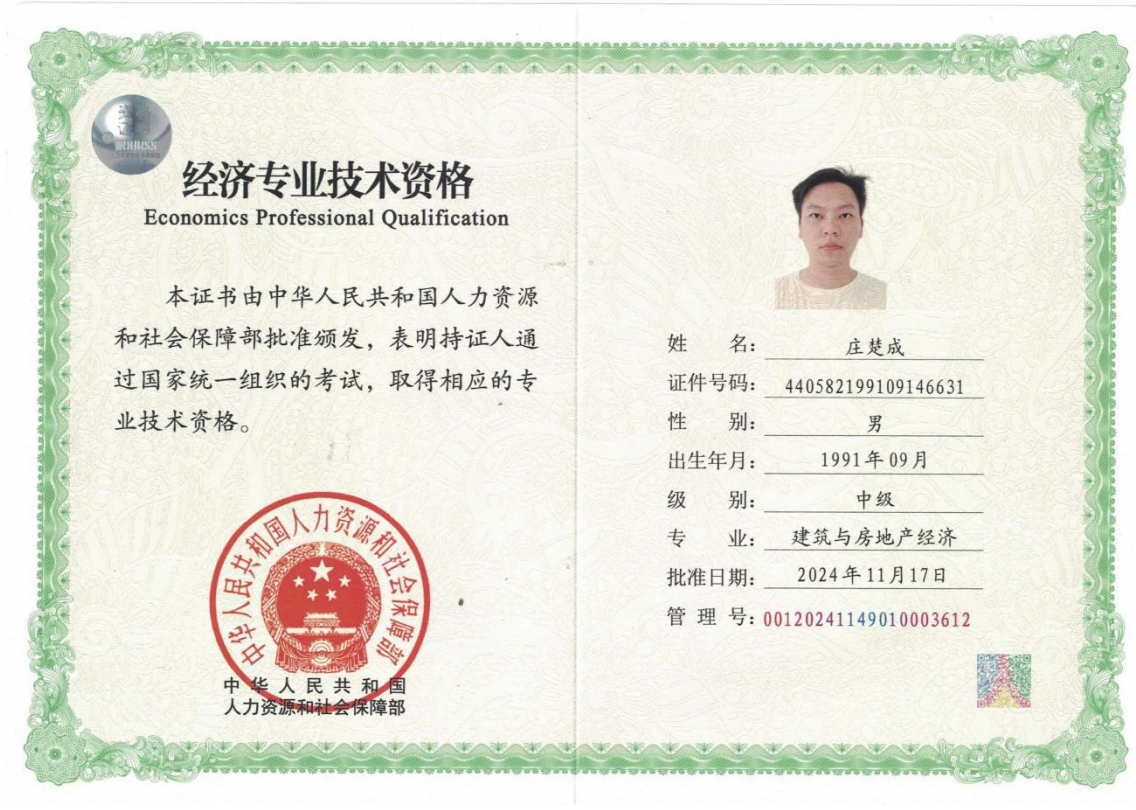 经济专业技术资格
Economics Professional Qualification
本证书由中华人民共和国人力资源
和社会保障部批准颁发，表明持证人通
过国家统一组织的考试，取得相应的专
业技术资格。
中华人民共和国人力资源和社会保障部
中华人民共和国
人力资源和社会保障部
姓名：庄楚成
证件号码：440582199109146631
性别：男
出生年月：1991年09月
级别：中级
专业：建筑与房地产经济
批准日期：2024年11月17日
管理号：00120241149010003612